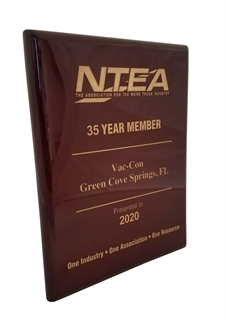 NTEA
THE ASSOCIATION FOR THE WORK TRUCK INDUSTRY
35 YEAR MEMBER
Vac-Con
Green Cove Springs, FL
Presented in:
2020
One Industry • One Association • One Resource